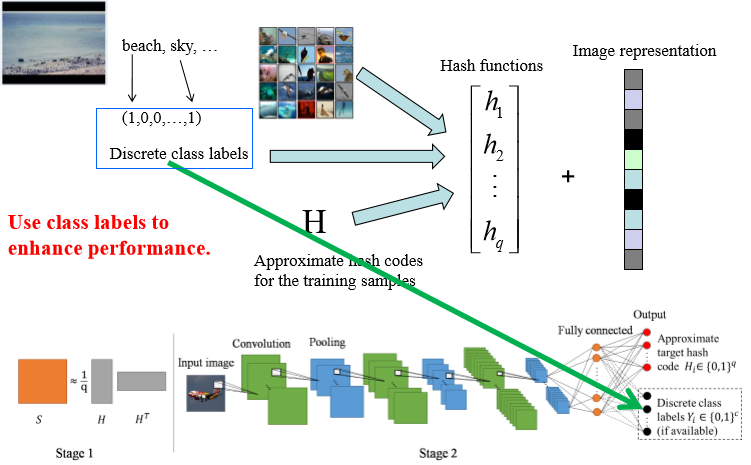 beach, sky, …
(1,0,0,…,1)
Discrete class labels
Hash functions
Image representation
h₁
h₂
⋮
h_q
+
H
Approximate hash codes
for the training samples
Use class labels to
enhance performance.
S
≈
1
q
H
Hᵀ
Stage 1
Input image
Convolution
Pooling
Fully connected
Output
Approximate
target hash
code Hᵢ∈{0,1}^q
Discrete class
labels Yᵢ ∈ {0,1}ᶜ
(if available)
Stage 2